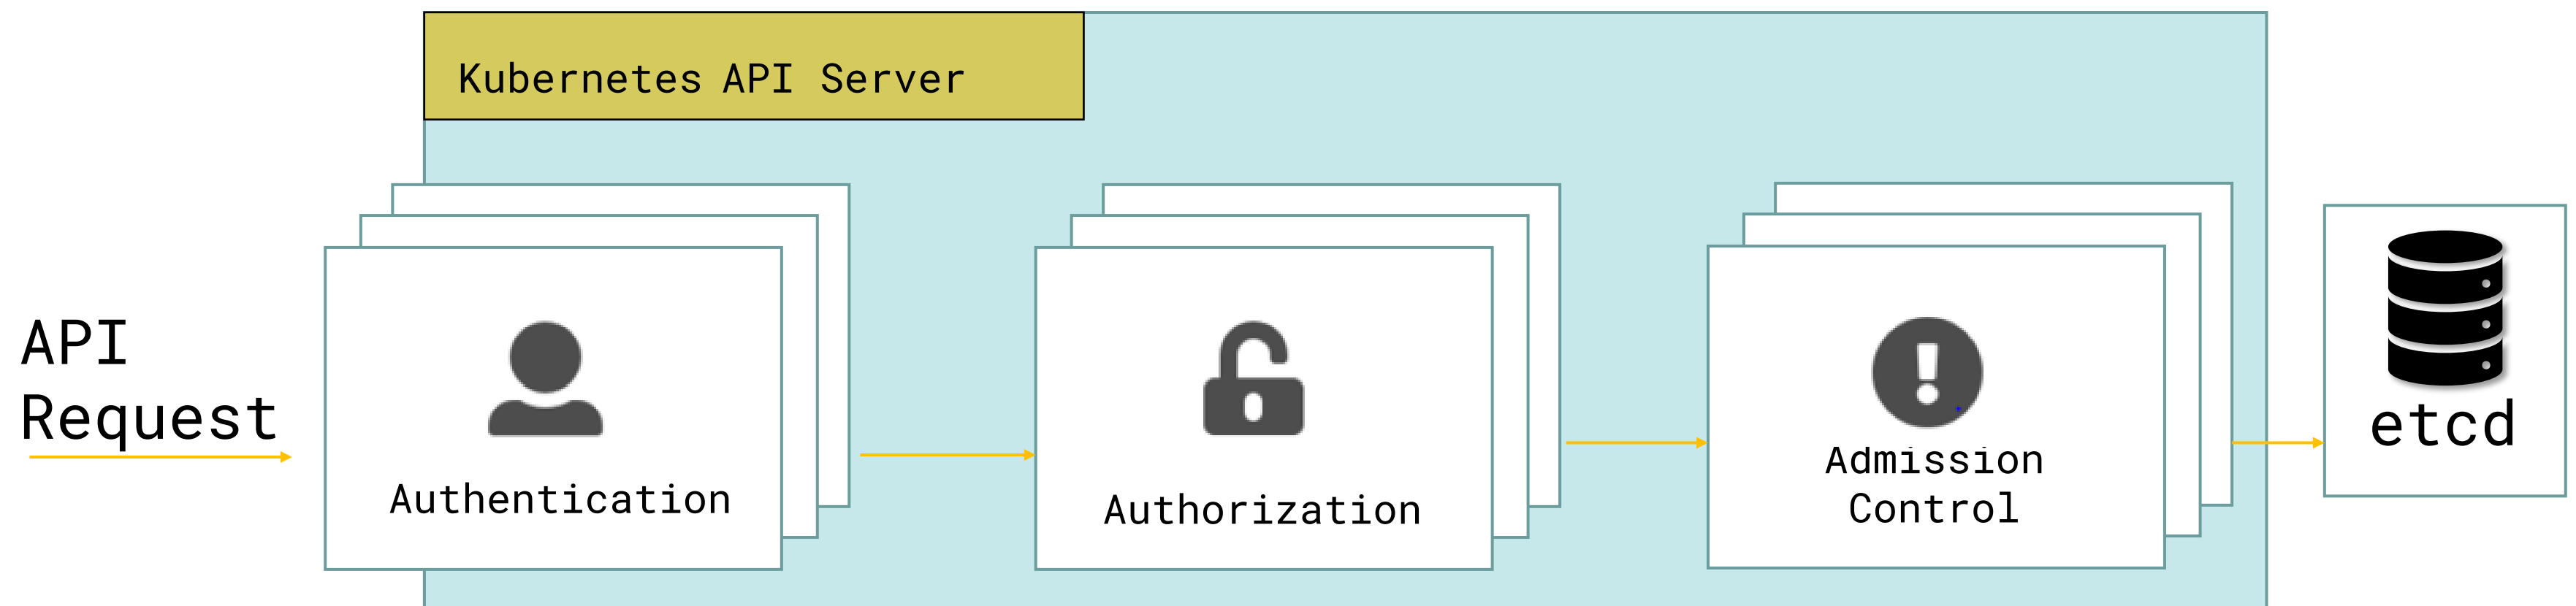 Kubernetes API Server
API
Request
Authentication
Authorization
Admission
Control
etcd